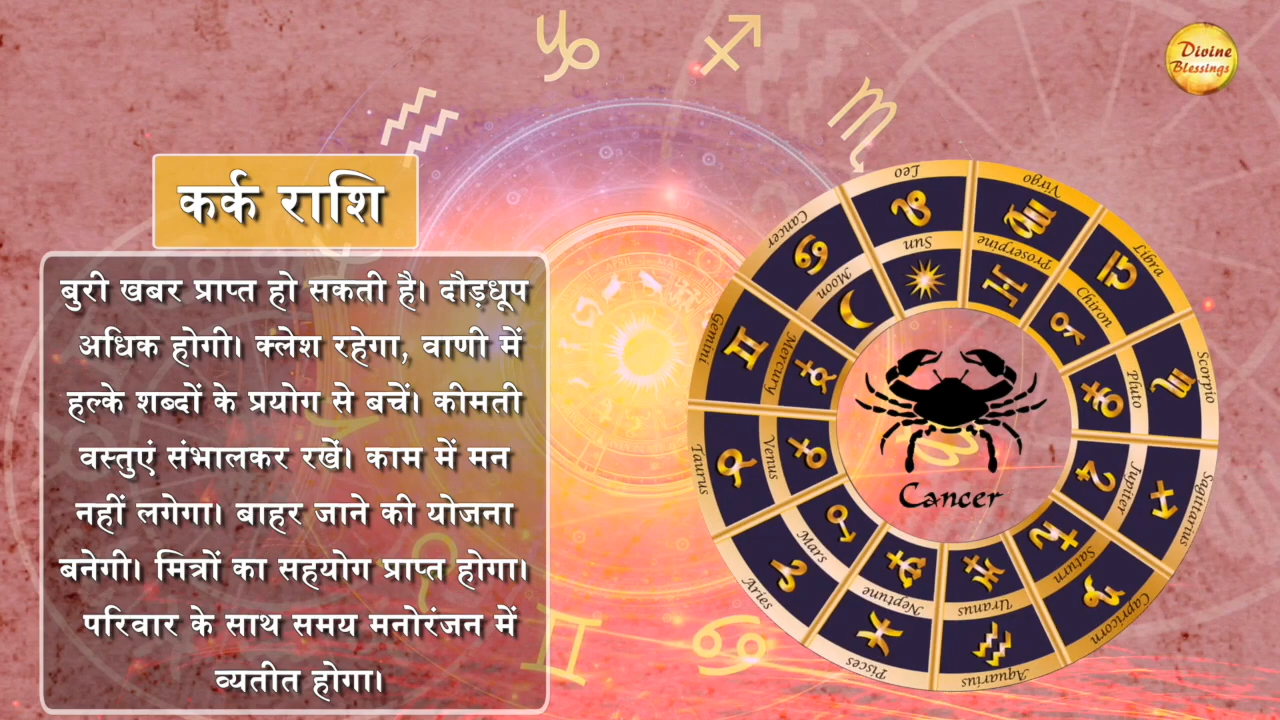 Divine
Blessings
कर्क राशि
बुरी खबर प्राप्त हो सकती है। दौड़धूप
अधिक होगी। क्लेश रहेगा, वाणी में
हल्के शब्दों के प्रयोग से बचें। कीमती
वस्तुएं संभालकर रखें। काम में मन
नहीं लगेगा। बाहर जाने की योजना
बनेगी। मित्रों का सहयोग प्राप्त होगा।
परिवार के साथ समय मनोरंजन में
व्यतीत होगा।
Leo
Virgo
Libra
Scorpio
Sagittarius
Capricorn
Aquarius
Pisces
Aries
Taurus
Gemini
Cancer
Sun
Proserpine
Chiron
Pluto
Jupiter
Saturn
Uranus
Neptune
Mars
Venus
Mercury
Moon
Cancer